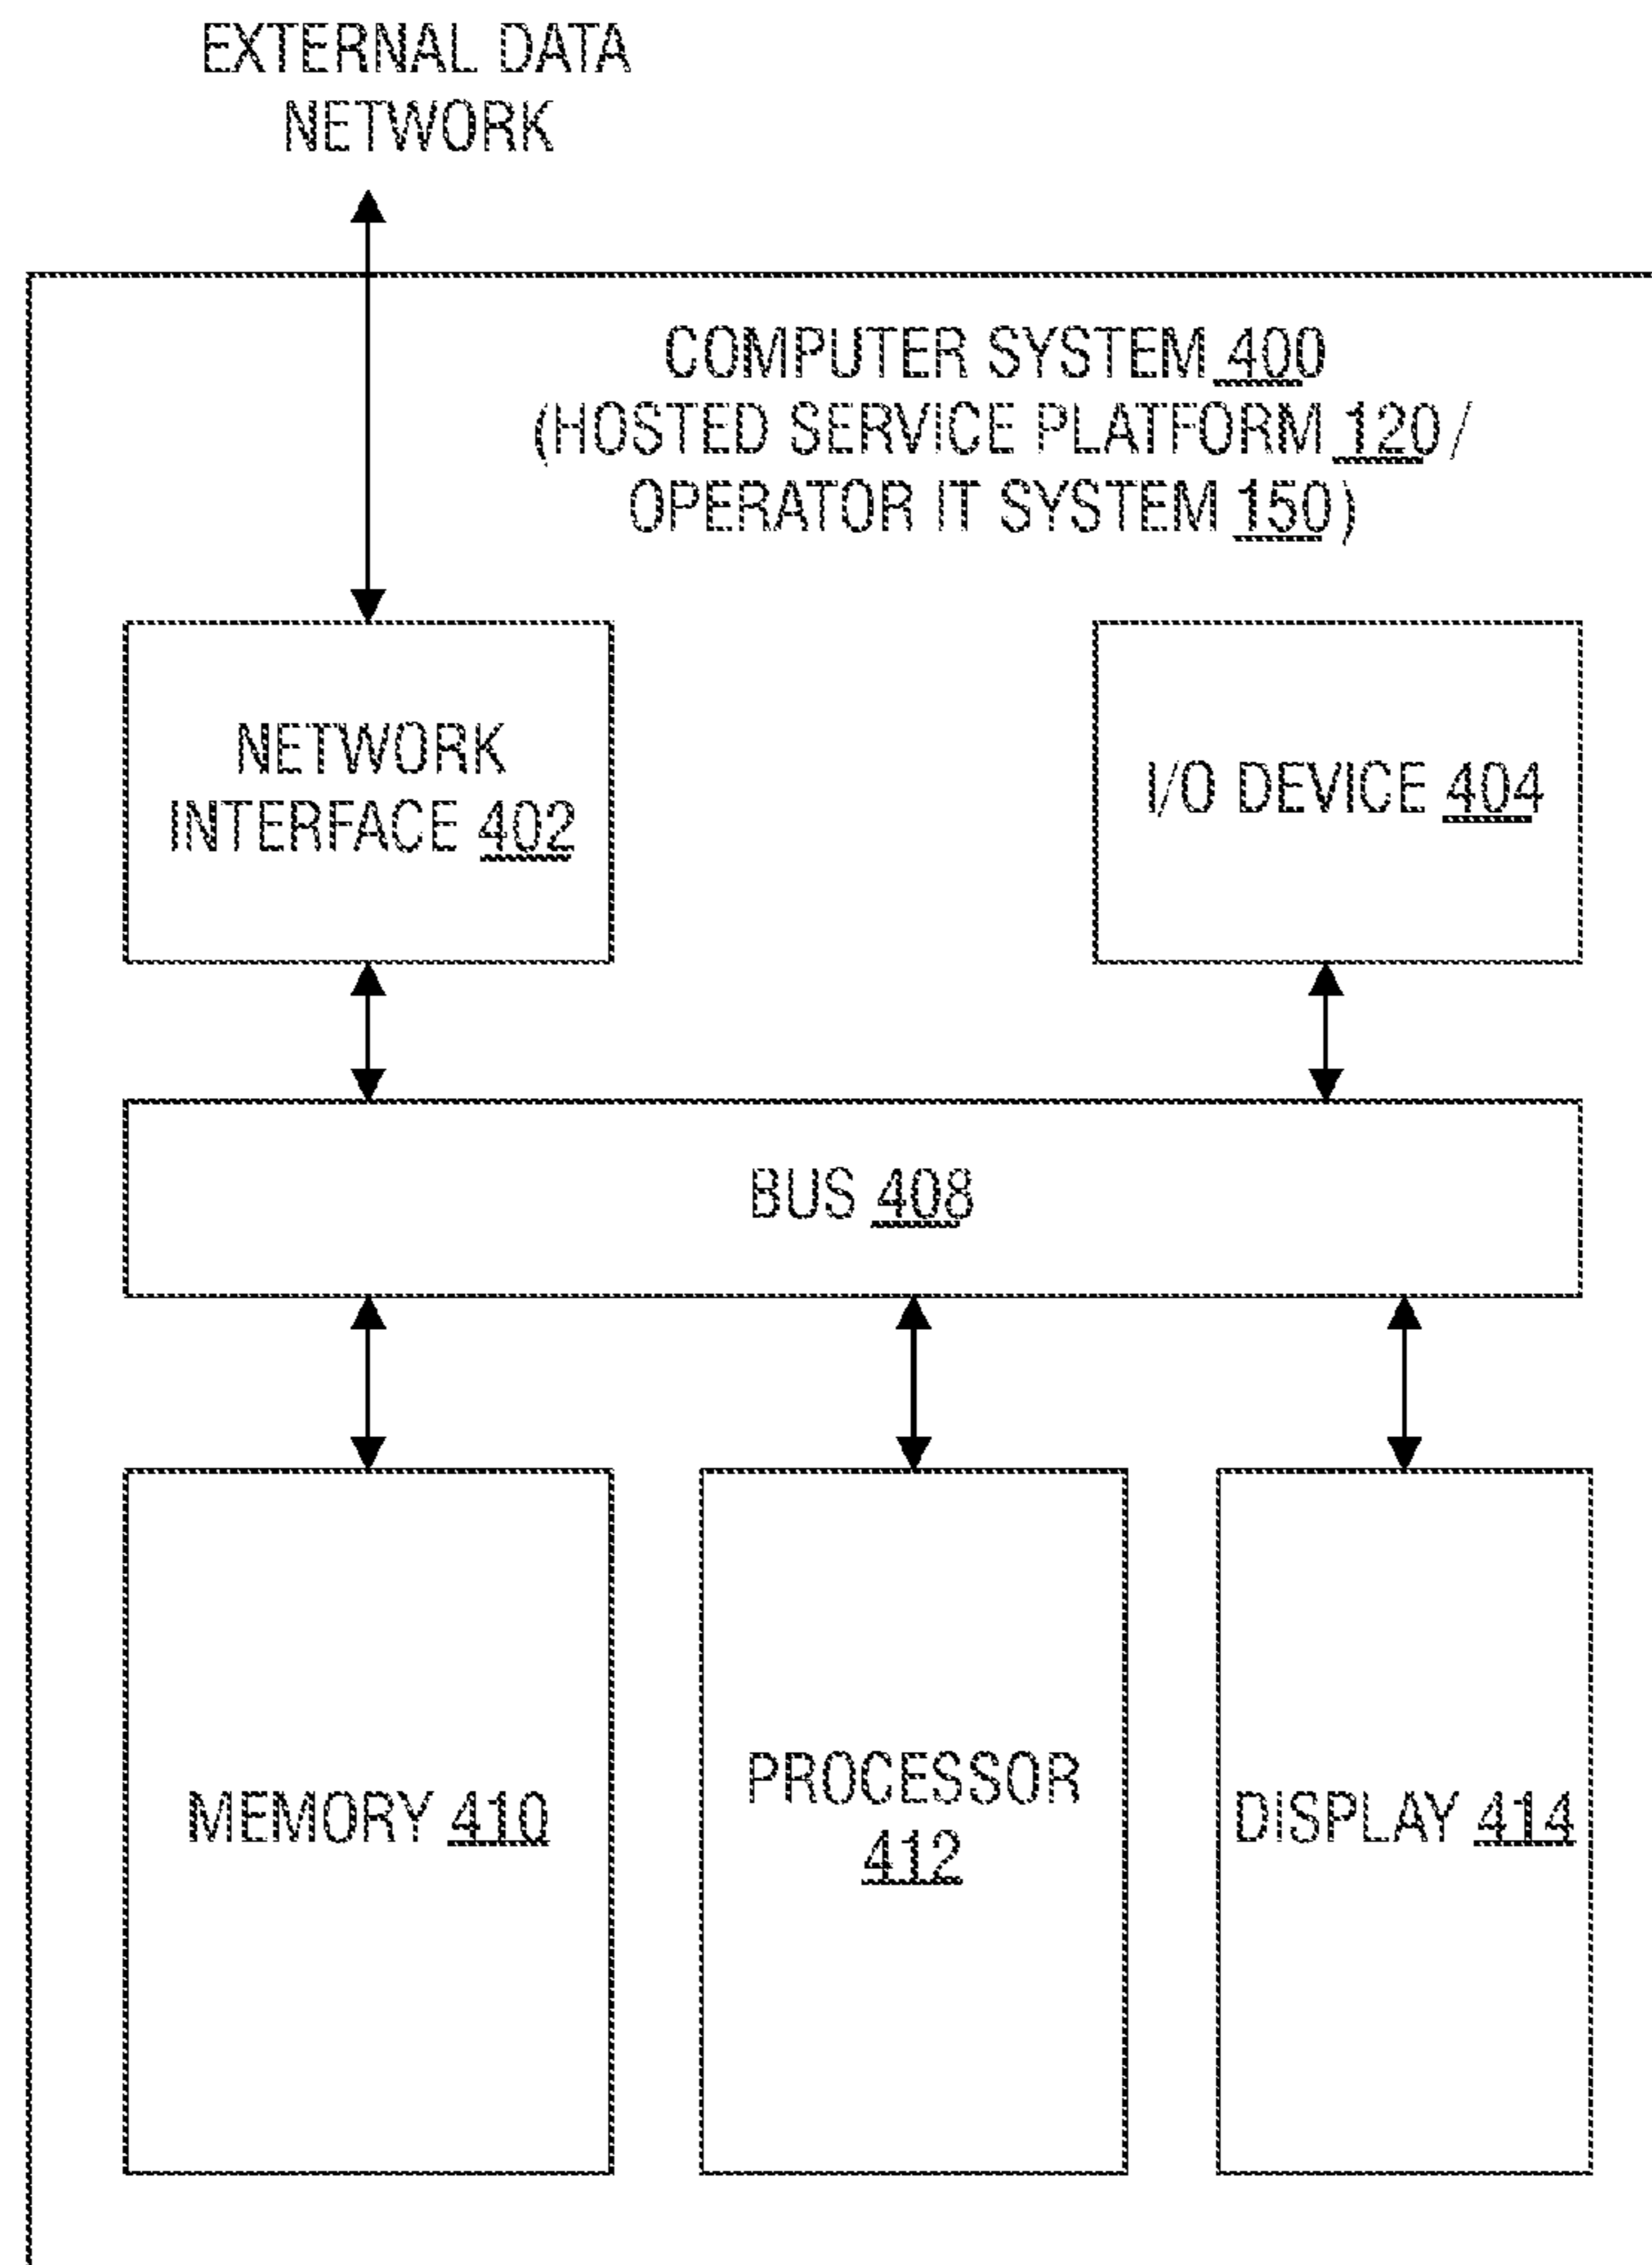 EXTERNAL DATA
NETWORK
COMPUTER SYSTEM 400
(HOSTED SERVICE PLATFORM 120/
OPERATOR IT SYSTEM 150)
NETWORK
INTERFACE 402
I/O DEVICE 404
BUS 408
MEMORY 410
PROCESSOR
412
DISPLAY 414